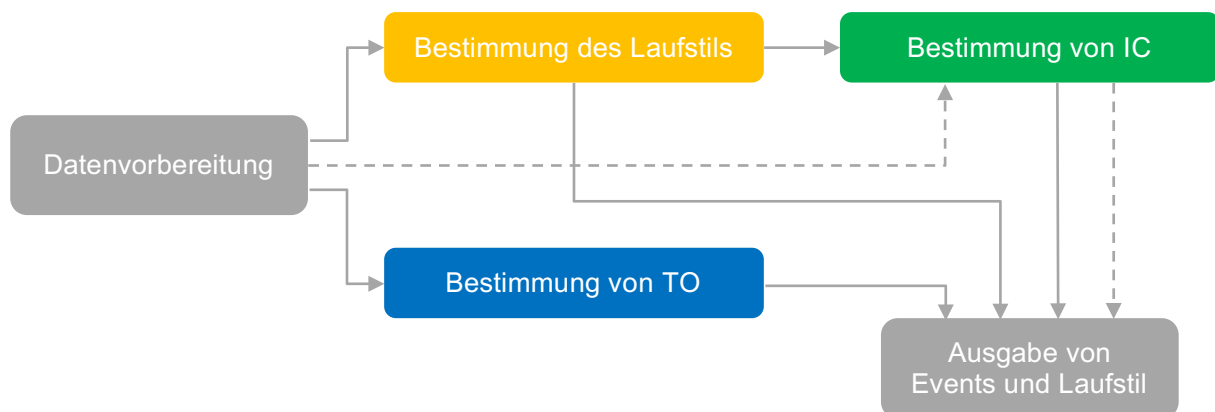 Bestimmung des Laufstils
Bestimmung von IC
Datenvorbereitung
Bestimmung von TO
Ausgabe von
Events und Laufstil